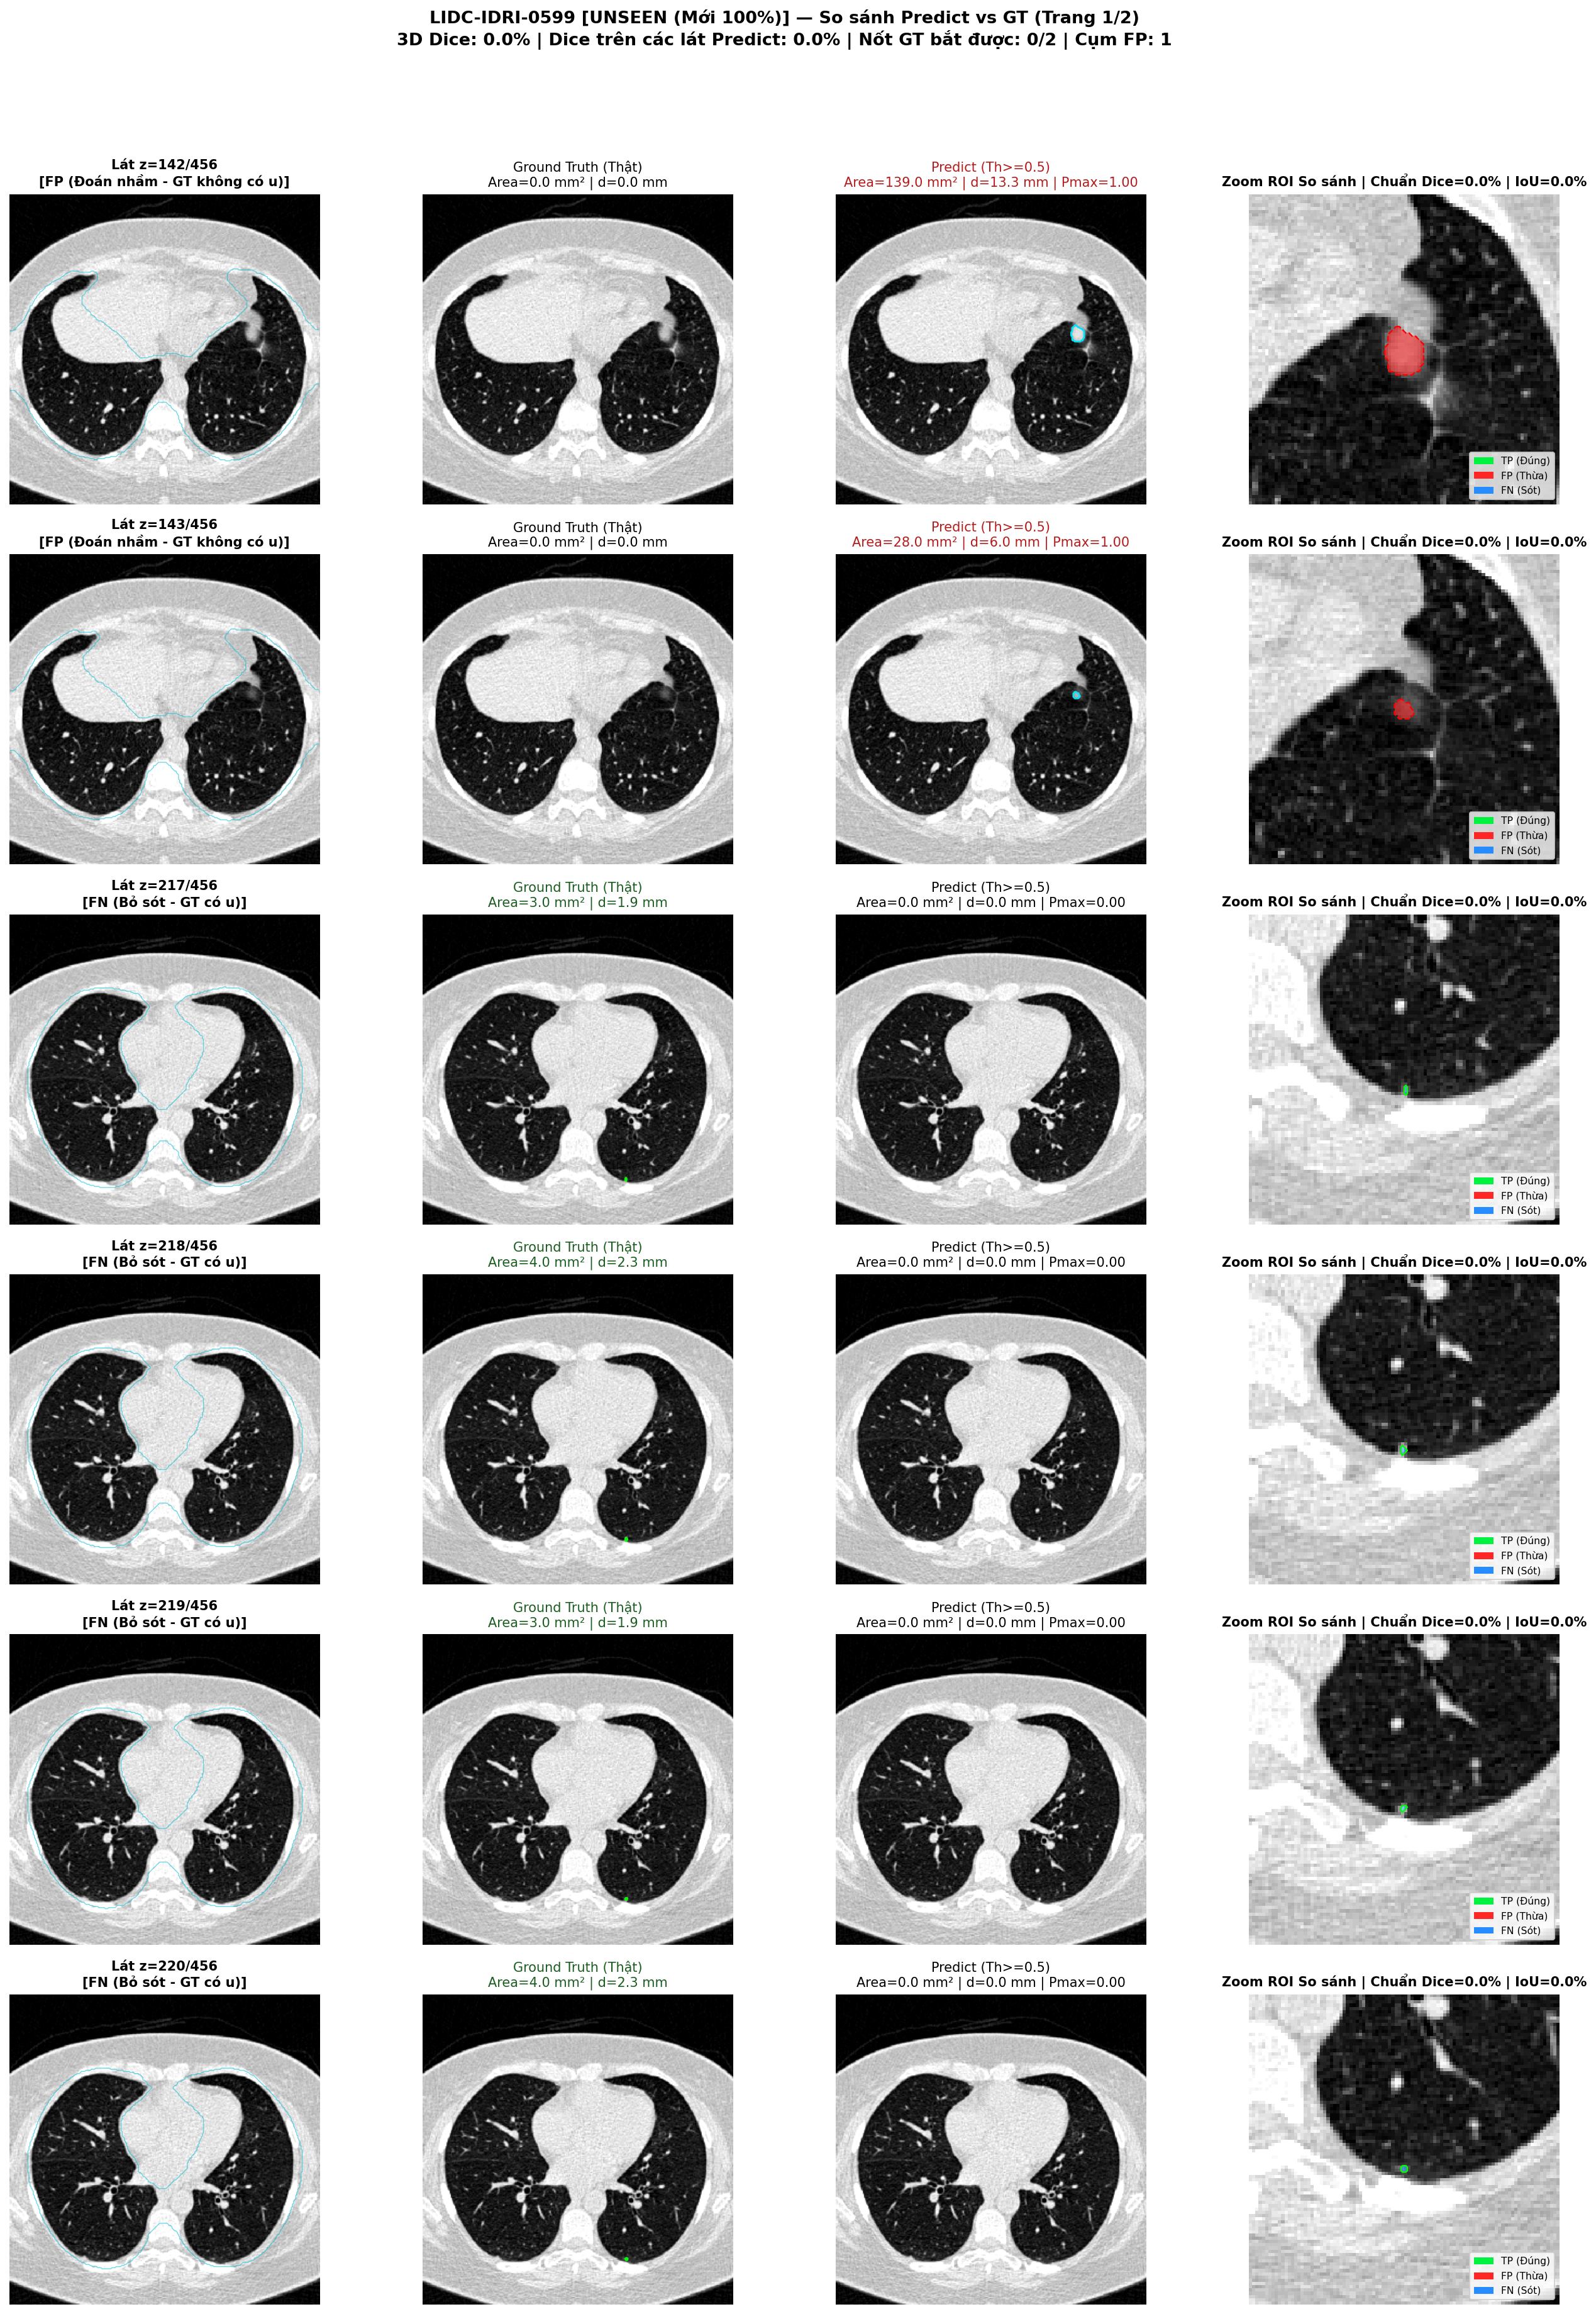 LIDC-IDRI-0599 [UNSEEN (Mới 100%)] — So sánh Predict vs GT (Trang 1/2)
3D Dice: 0.0% | Dice trên các lát Predict: 0.0% | Nốt GT bắt được: 0/2 | Cụm FP: 1
Lát z=142/456
[FP (Đoán nhầm - GT không có u)]
Ground Truth (Thật)
Area=0.0 mm² | d=0.0 mm
Predict (Th>=0.5)
Area=139.0 mm² | d=13.3 mm | Pmax=1.00
Zoom ROI So sánh | Chuẩn Dice=0.0% | IoU=0.0%
TP (Đúng)
FP (Thừa)
FN (Sót)
Lát z=143/456
[FP (Đoán nhầm - GT không có u)]
Ground Truth (Thật)
Area=0.0 mm² | d=0.0 mm
Predict (Th>=0.5)
Area=28.0 mm² | d=6.0 mm | Pmax=1.00
Zoom ROI So sánh | Chuẩn Dice=0.0% | IoU=0.0%
TP (Đúng)
FP (Thừa)
FN (Sót)
Lát z=217/456
[FN (Bỏ sót - GT có u)]
Ground Truth (Thật)
Area=3.0 mm² | d=1.9 mm
Predict (Th>=0.5)
Area=0.0 mm² | d=0.0 mm | Pmax=0.00
Zoom ROI So sánh | Chuẩn Dice=0.0% | IoU=0.0%
TP (Đúng)
FP (Thừa)
FN (Sót)
Lát z=218/456
[FN (Bỏ sót - GT có u)]
Ground Truth (Thật)
Area=4.0 mm² | d=2.3 mm
Predict (Th>=0.5)
Area=0.0 mm² | d=0.0 mm | Pmax=0.00
Zoom ROI So sánh | Chuẩn Dice=0.0% | IoU=0.0%
TP (Đúng)
FP (Thừa)
FN (Sót)
Lát z=219/456
[FN (Bỏ sót - GT có u)]
Ground Truth (Thật)
Area=3.0 mm² | d=1.9 mm
Predict (Th>=0.5)
Area=0.0 mm² | d=0.0 mm | Pmax=0.00
Zoom ROI So sánh | Chuẩn Dice=0.0% | IoU=0.0%
TP (Đúng)
FP (Thừa)
FN (Sót)
Lát z=220/456
[FN (Bỏ sót - GT có u)]
Ground Truth (Thật)
Area=4.0 mm² | d=2.3 mm
Predict (Th>=0.5)
Area=0.0 mm² | d=0.0 mm | Pmax=0.00
Zoom ROI So sánh | Chuẩn Dice=0.0% | IoU=0.0%
TP (Đúng)
FP (Thừa)
FN (Sót)